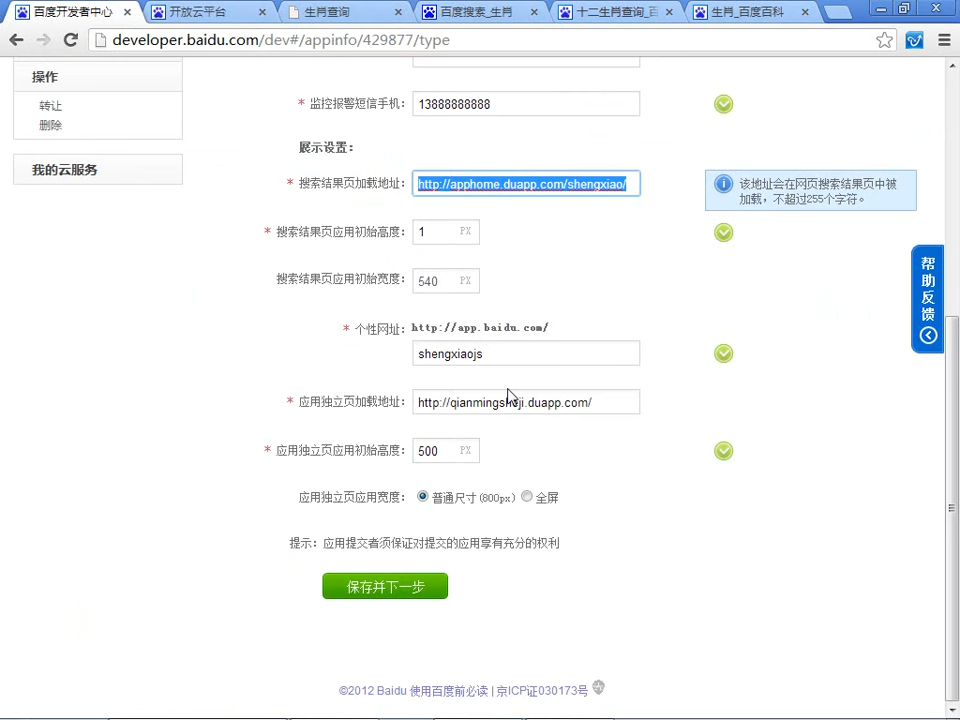 百度开发者中心
开放云平台
生肖查询
百度搜索_生肖
十二生肖查询_百
生肖_百度百科
developer.baidu.com/dev#/appinfo/429877/type
操作
转让
删除
我的云服务
* 监控报警短信手机: 13888888888
展示设置:
* 搜索结果页加载地址: http://apphome.duapp.com/shengxiao/
该地址会在网页搜索结果页中被
加载，不超过255个字符。
* 搜索结果页应用初始高度: 1 PX
搜索结果页应用初始宽度: 540 PX
* 个性网址: http://app.baidu.com/
shengxiaojs
* 应用独立页加载地址: http://qianmingsheji.duapp.com/
* 应用独立页应用初始高度: 500 PX
应用独立页应用宽度: 普通尺寸(800px) 全屏
提示: 应用提交者须保证对提交的应用享有充分的权利
保存并下一步
帮助反馈
©2012 Baidu 使用百度前必读 | 京ICP证030173号